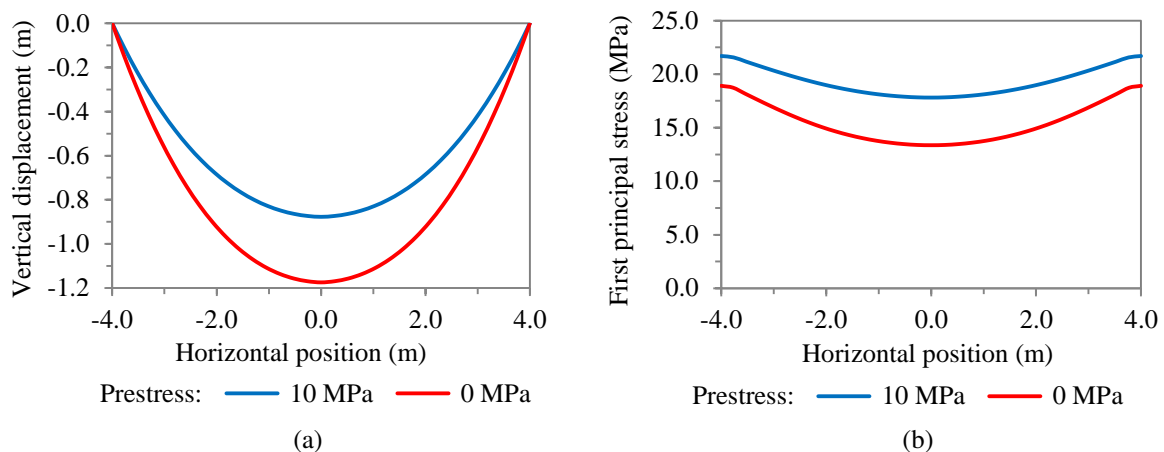 Vertical displacement (m)
0.0
-0.2
-0.4
-0.6
-0.8
-1.0
-1.2
-4.0 -2.0 0.0 2.0 4.0
Horizontal position (m)
Prestress: 10 MPa 0 MPa
(a)
First principal stress (MPa)
25.0
20.0
15.0
10.0
5.0
0.0
-4.0 -2.0 0.0 2.0 4.0
Horizontal position (m)
Prestress: 10 MPa 0 MPa
(b)